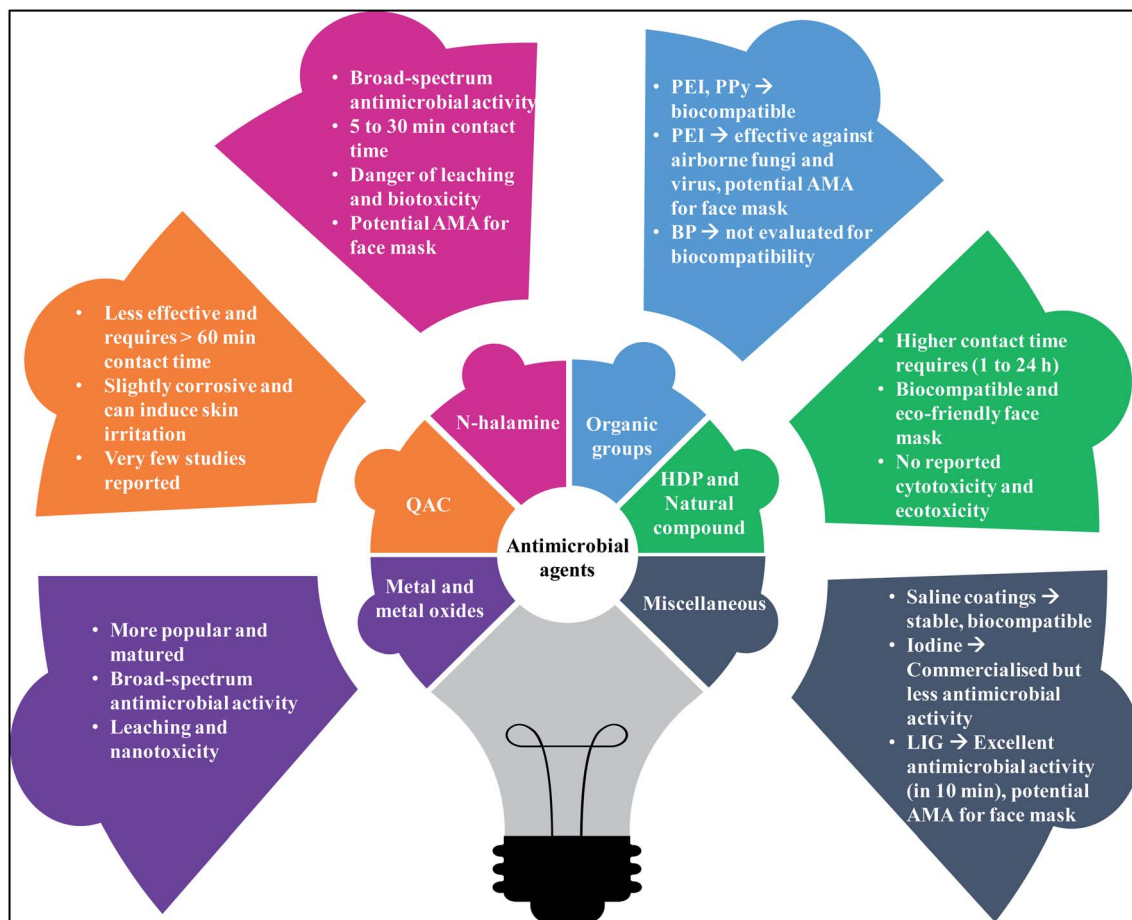 • Broad-spectrum
antimicrobial activity
• 5 to 30 min contact
time
• Danger of leaching
and biotoxicity
• Potential AMA for
face mask
• PEI, PPy →
biocompatible
• PEI → effective against
airborne fungi and
virus, potential AMA
for face mask
• BP → not evaluated for
biocompatibility
• Less effective and
requires > 60 min
contact time
• Slightly corrosive and
can induce skin
irritation
• Very few studies
reported
• Higher contact time
requires (1 to 24 h)
• Biocompatible and
eco-friendly face
mask
• No reported
cytotoxicity and
ecotoxicity
N-halamine
Organic
groups
QAC
HDP and
Natural
compound
Antimicrobial
agents
Metal and
metal oxides
Miscellaneous
• More popular and
matured
• Broad-spectrum
antimicrobial activity
• Leaching and
nanotoxicity
• Saline coatings →
stable, biocompatible
• Iodine →
Commercialised but
less antimicrobial
activity
• LIG → Excellent
antimicrobial activity
(in 10 min), potential
AMA for face mask